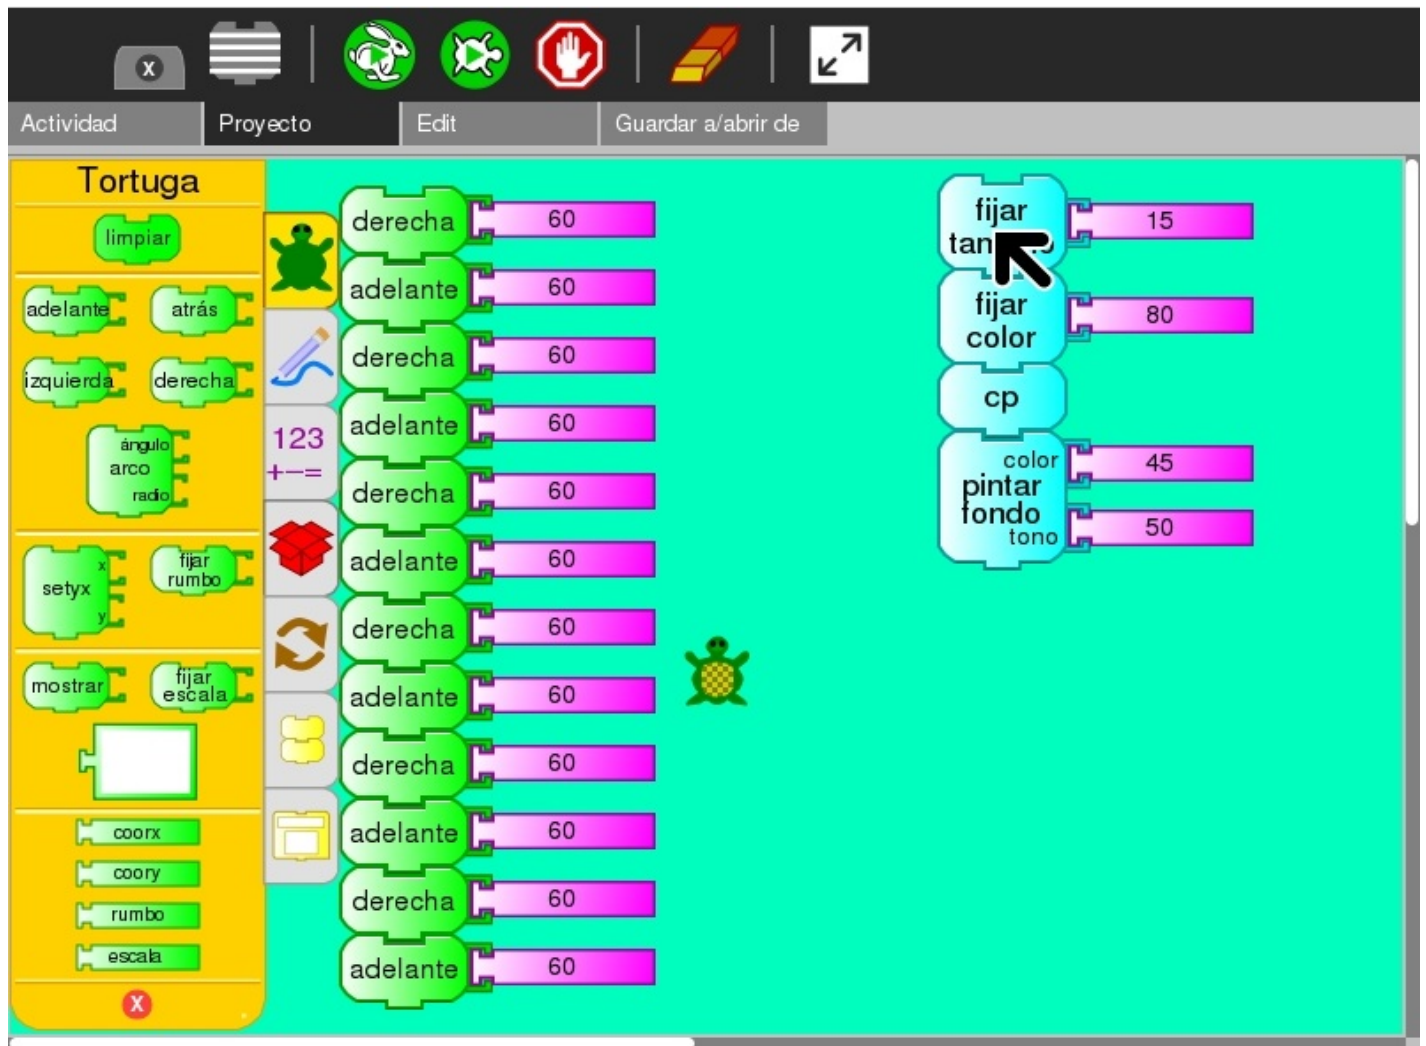 X
Actividad
Proyecto
Edit
Guardar a/abrir de
Tortuga
limpiar
adelante
atrás
izquierda
derecha
ángulo
arco
radio
x
setyx
y
fijar
rumbo
mostrar
fijar
escala
coorx
coory
rumbo
escala
X
123
+−=
derecha 60
adelante 60
derecha 60
adelante 60
derecha 60
adelante 60
derecha 60
adelante 60
derecha 60
adelante 60
derecha 60
adelante 60
fijar
15
fijar
color
80
cp
color 45
pintar
fondo
tono 50